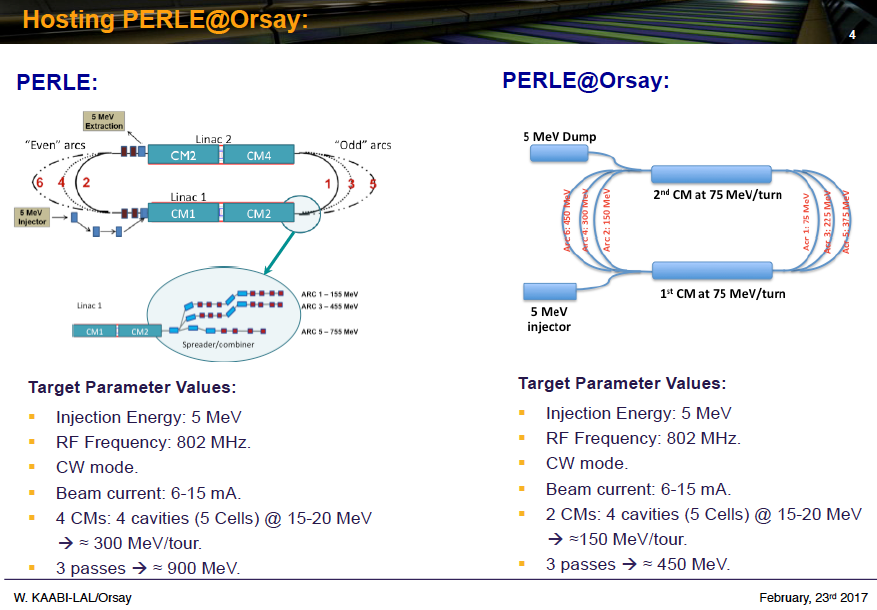 Hosting PERLE@Orsay:
4
PERLE:
5 MeV
Extraction
"Even" arcs
Linac 2
"Odd" arcs
CM2
CM4
6
4
2
1
3
5
Linac 1
5 MeV
Injector
CM1
CM2
ARC 1 – 155 MeV
ARC 3 – 455 MeV
Linac 1
CM1
CM2
ARC 5 – 755 MeV
Spreader/combiner
Target Parameter Values:
Injection Energy: 5 MeV
RF Frequency: 802 MHz.
CW mode.
Beam current: 6-15 mA.
4 CMs: 4 cavities (5 Cells) @ 15-20 MeV
→ ≈ 300 MeV/tour.
3 passes → ≈ 900 MeV.
PERLE@Orsay:
5 MeV Dump
2nd CM at 75 MeV/turn
Arc 6: 450 MeV
Arc 4: 300 MeV
Arc 2: 150 MeV
Acr 1: 75 MeV
Acr 3: 225 MeV
Acr 5: 375 MeV
1st CM at 75 MeV/turn
5 MeV
injector
Target Parameter Values:
Injection Energy: 5 MeV
RF Frequency: 802 MHz.
CW mode.
Beam current: 6-15 mA.
2 CMs: 4 cavities (5 Cells) @ 15-20 MeV
→ ≈150 MeV/tour.
3 passes → ≈ 450 MeV.
W. KAABI-LAL/Orsay
February, 23rd 2017